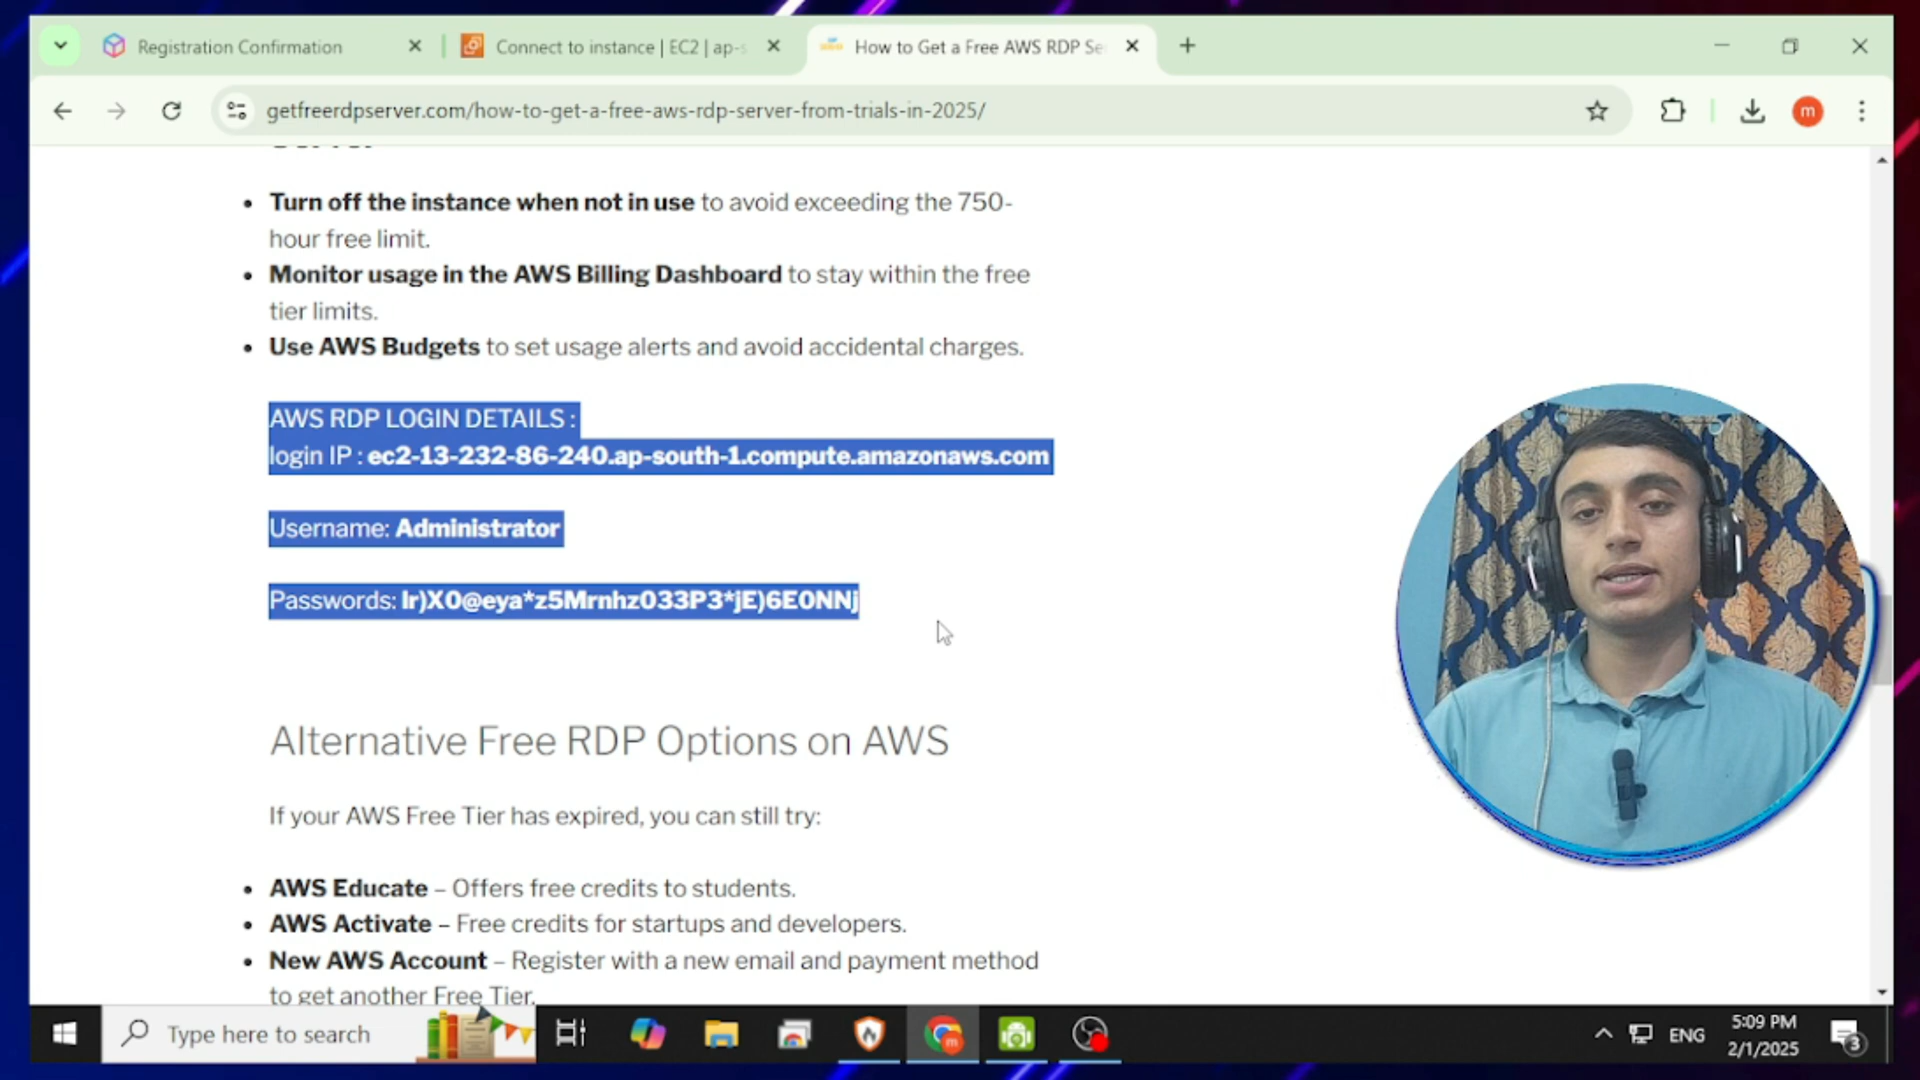 Registration Confirmation
Connect to instance | EC2 | ap-s
How to Get a Free AWS RDP Se
getfreerdpserver.com/how-to-get-a-free-aws-rdp-server-from-trials-in-2025/
m
Turn off the instance when not in use to avoid exceeding the 750-
hour free limit.
Monitor usage in the AWS Billing Dashboard to stay within the free
tier limits.
Use AWS Budgets to set usage alerts and avoid accidental charges.
AWS RDP LOGIN DETAILS :
login IP : ec2-13-232-86-240.ap-south-1.compute.amazonaws.com
Username: Administrator
Passwords: lr)X0@eya*z5Mrnhz033P3*jE)6E0NNj
Alternative Free RDP Options on AWS
If your AWS Free Tier has expired, you can still try:
AWS Educate – Offers free credits to students.
AWS Activate – Free credits for startups and developers.
New AWS Account – Register with a new email and payment method
to get another Free Tier.
Type here to search
ENG
5:09 PM
2/1/2025
3